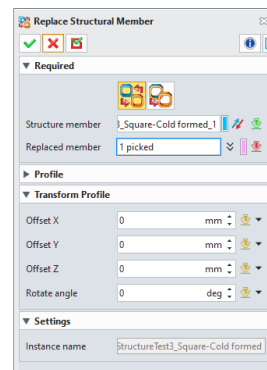 Replace Structural Member
Required
Structure member 3_Square-Cold formed_1
Replaced member 1 picked
Profile
Transform Profile
Offset X 0 mm
Offset Y 0 mm
Offset Z 0 mm
Rotate angle 0 deg
Settings
Instance name StructureTest3_Square-Cold formed